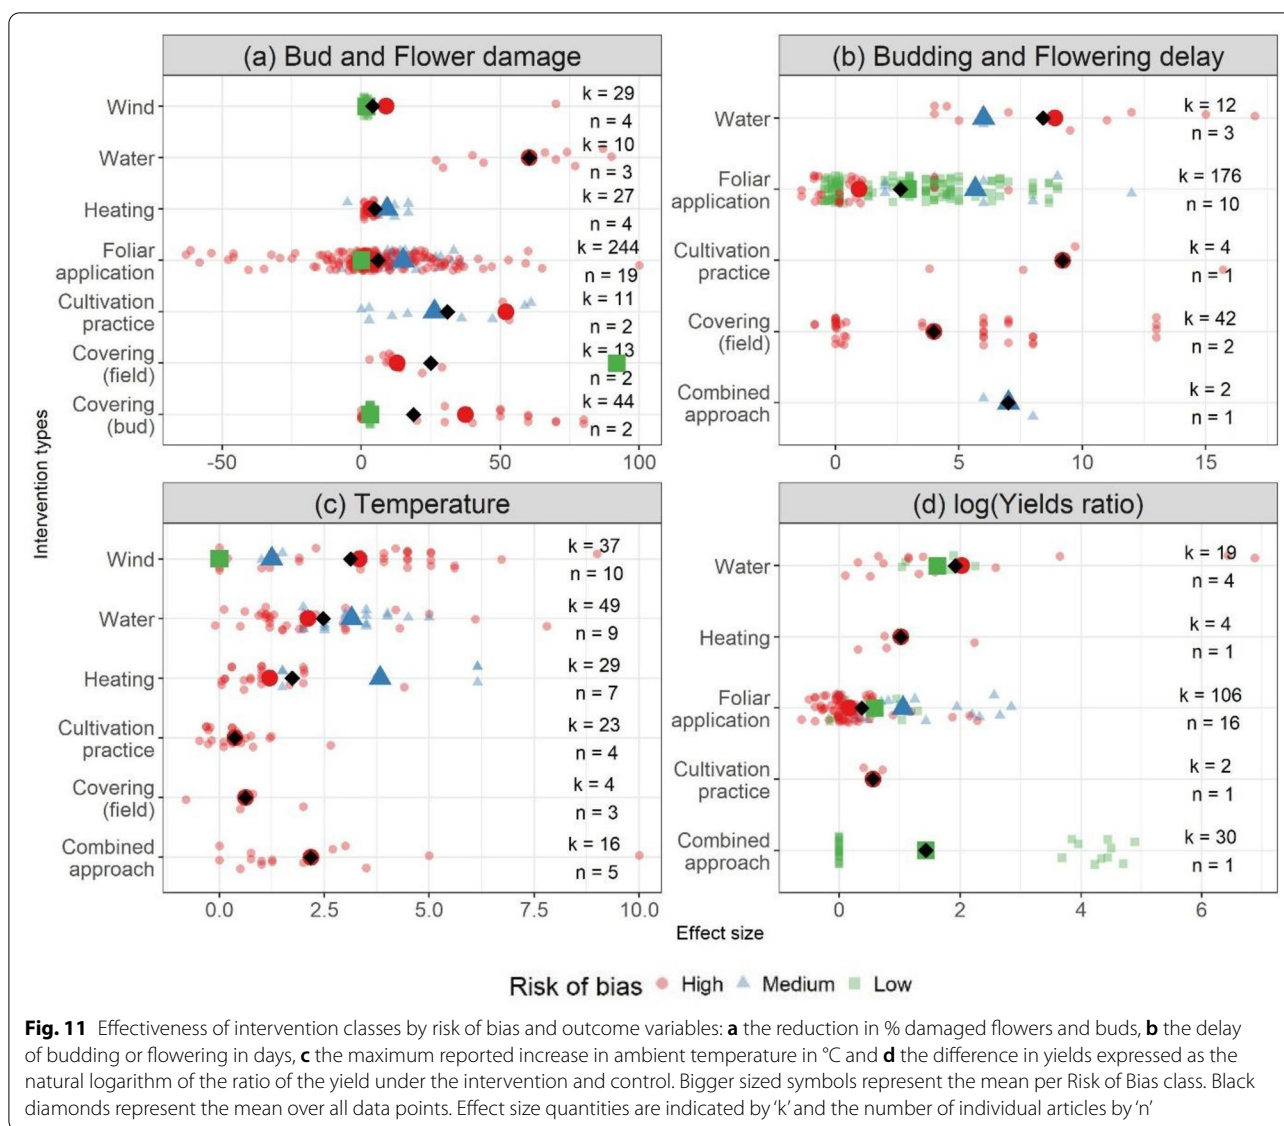 (a) Bud and Flower damage
Wind
k = 29
n = 4
Water
k = 10
n = 3
Heating
k = 27
n = 4
Foliar
application
k = 244
n = 19
Cultivation
practice
k = 11
n = 2
Covering
(field)
k = 13
n = 2
Covering
(bud)
k = 44
n = 2
-50 0 50 100
(b) Budding and Flowering delay
Water
k = 12
n = 3
Foliar
application
k = 176
n = 10
Cultivation
practice
k = 4
n = 1
Covering
(field)
k = 42
n = 2
Combined
approach
k = 2
n = 1
0 5 10 15
Intervention types
(c) Temperature
Wind
k = 37
n = 10
Water
k = 49
n = 9
Heating
k = 29
n = 7
Cultivation
practice
k = 23
n = 4
Covering
(field)
k = 4
n = 3
Combined
approach
k = 16
n = 5
0.0 2.5 5.0 7.5 10.0
(d) log(Yields ratio)
Water
k = 19
n = 4
Heating
k = 4
n = 1
Foliar
application
k = 106
n = 16
Cultivation
practice
k = 2
n = 1
Combined
approach
k = 30
n = 1
0 2 4 6
Effect size
Risk of bias High Medium Low
Fig. 11 Effectiveness of intervention classes by risk of bias and outcome variables: a the reduction in % damaged flowers and buds, b the delay
of budding or flowering in days, c the maximum reported increase in ambient temperature in °C and d the difference in yields expressed as the
natural logarithm of the ratio of the yield under the intervention and control. Bigger sized symbols represent the mean per Risk of Bias class. Black
diamonds represent the mean over all data points. Effect size quantities are indicated by ‘k’ and the number of individual articles by ‘n’